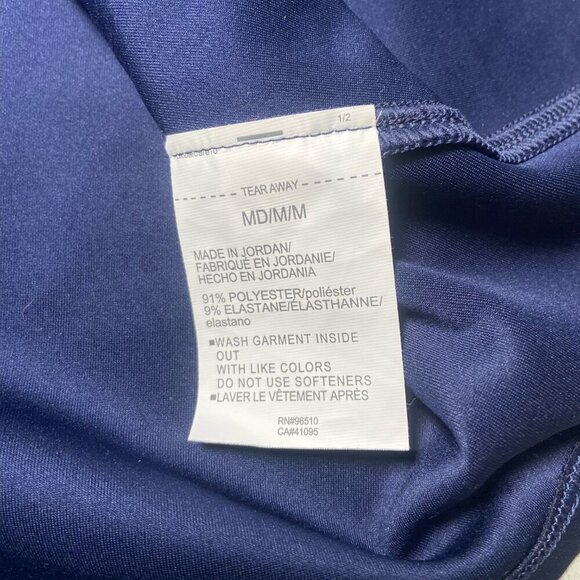 1/2
TEAR AWAY
MD/M/M
MADE IN JORDAN/
FABRIQUÉ EN JORDANIE/
HECHO EN JORDANIA
91% POLYESTER/poliéster
9% ELASTANE/ÉLASTHANNE/
elastano
▪WASH GARMENT INSIDE
OUT
WITH LIKE COLORS
DO NOT USE SOFTENERS
▪LAVER LE VÊTEMENT APRÈS
RN#96510
CA#41095